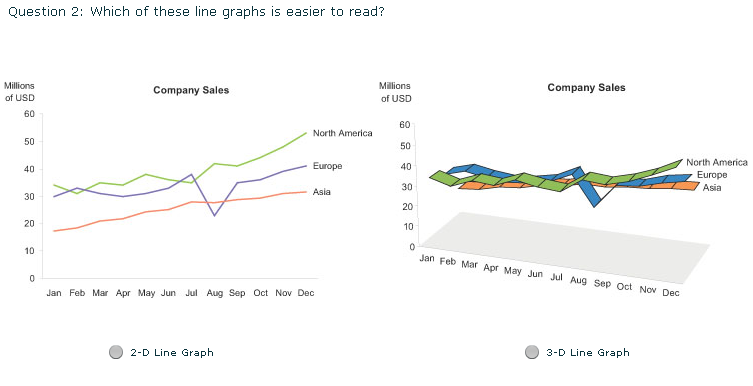 Question 2: Which of these line graphs is easier to read?
Millions
of USD
Company Sales
60
50
40
30
20
10
0
North America
Europe
Asia
Jan Feb Mar Apr May Jun Jul Aug Sep Oct Nov Dec
2-D Line Graph
Millions
of USD
Company Sales
60
50
40
30
20
10
0
North America
Europe
Asia
Jan Feb Mar Apr May Jun Jul Aug Sep Oct Nov Dec
3-D Line Graph